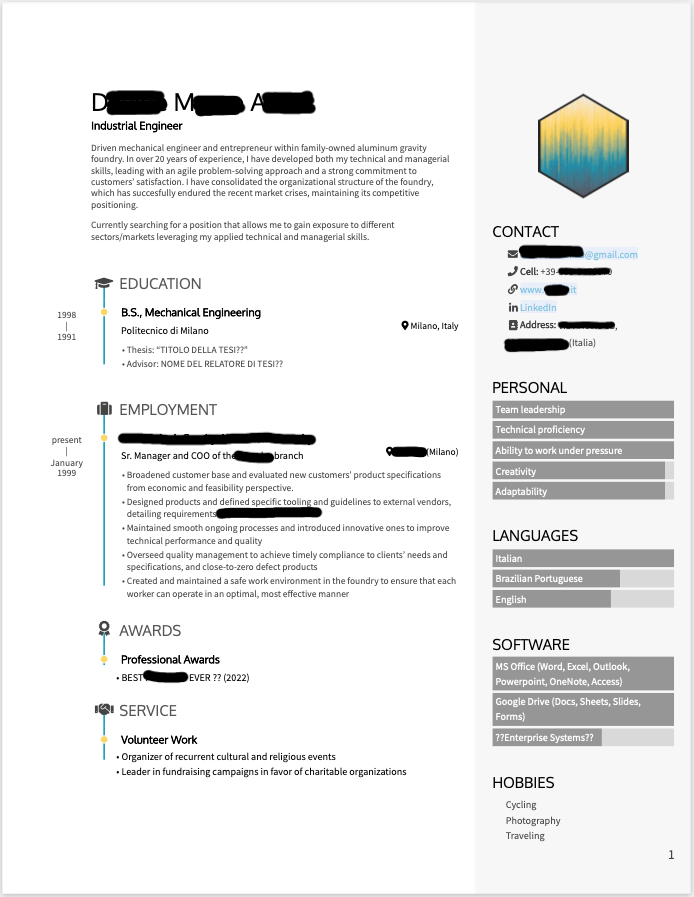 D M A
Industrial Engineer
Driven mechanical engineer and entrepreneur within family-owned aluminum gravity
foundry. In over 20 years of experience, I have developed both my technical and managerial
skills, leading with an agile problem-solving approach and a strong commitment to
customers' satisfaction. I have consolidated the organizational structure of the foundry,
which has succesfully endured the recent market crises, maintaining its competitive
positioning.
Currently searching for a position that allows me to gain exposure to different
sectors/markets leveraging my applied technical and managerial skills.
EDUCATION
1998
|
1991
B.S., Mechanical Engineering
Politecnico di Milano
Milano, Italy
• Thesis: “TITOLO DELLA TESI??”
• Advisor: NOME DEL RELATORE DI TESI??
EMPLOYMENT
present
|
January
1999
Sr. Manager and COO of the branch
(Milano)
• Broadened customer base and evaluated new customers' product specifications
from economic and feasibility perspective.
• Designed products and defined specific tooling and guidelines to external vendors,
detailing requirements
• Maintained smooth ongoing processes and introduced innovative ones to improve
technical performance and quality
• Overseed quality management to achieve timely compliance to clients' needs and
specifications, and close-to-zero defect products
• Created and maintained a safe work environment in the foundry to ensure that each
worker can operate in an optimal, most effective manner
AWARDS
Professional Awards
• BEST EVER ?? (2022)
SERVICE
Volunteer Work
• Organizer of recurrent cultural and religious events
• Leader in fundraising campaigns in favor of charitable organizations
CONTACT
@gmail.com
Cell: +39-
www. it
LinkedIn
Address: ,
(Italia)
PERSONAL
Team leadership
Technical proficiency
Ability to work under pressure
Creativity
Adaptability
LANGUAGES
Italian
Brazilian Portuguese
English
SOFTWARE
MS Office (Word, Excel, Outlook,
Powerpoint, OneNote, Access)
Google Drive (Docs, Sheets, Slides,
Forms)
??Enterprise Systems??
HOBBIES
Cycling
Photography
Traveling
1